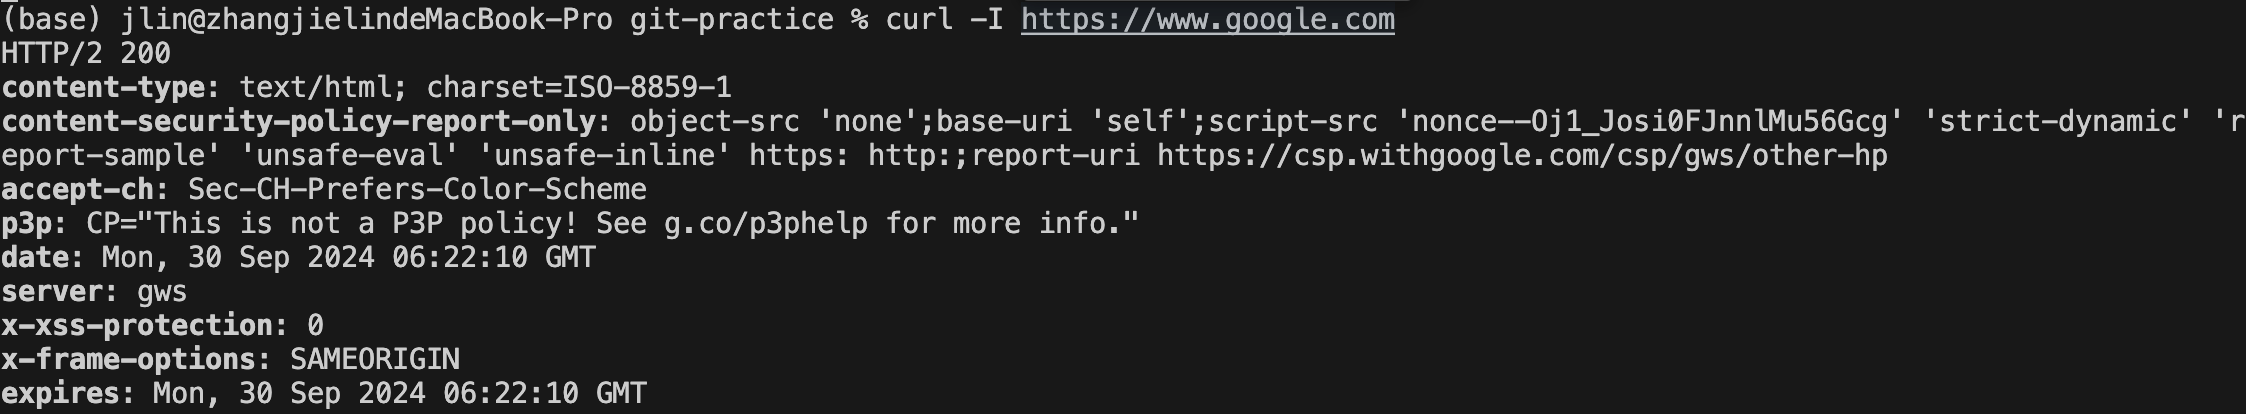 (base) jlin@zhangjielindeMacBook-Pro git-practice % curl -I https://www.google.com
HTTP/2 200
content-type: text/html; charset=ISO-8859-1
content-security-policy-report-only: object-src 'none';base-uri 'self';script-src 'nonce--Oj1_Josi0FJnnlMu56Gcg' 'strict-dynamic' 'r
eport-sample' 'unsafe-eval' 'unsafe-inline' https: http:;report-uri https://csp.withgoogle.com/csp/gws/other-hp
accept-ch: Sec-CH-Prefers-Color-Scheme
p3p: CP="This is not a P3P policy! See g.co/p3phelp for more info."
date: Mon, 30 Sep 2024 06:22:10 GMT
server: gws
x-xss-protection: 0
x-frame-options: SAMEORIGIN
expires: Mon, 30 Sep 2024 06:22:10 GMT